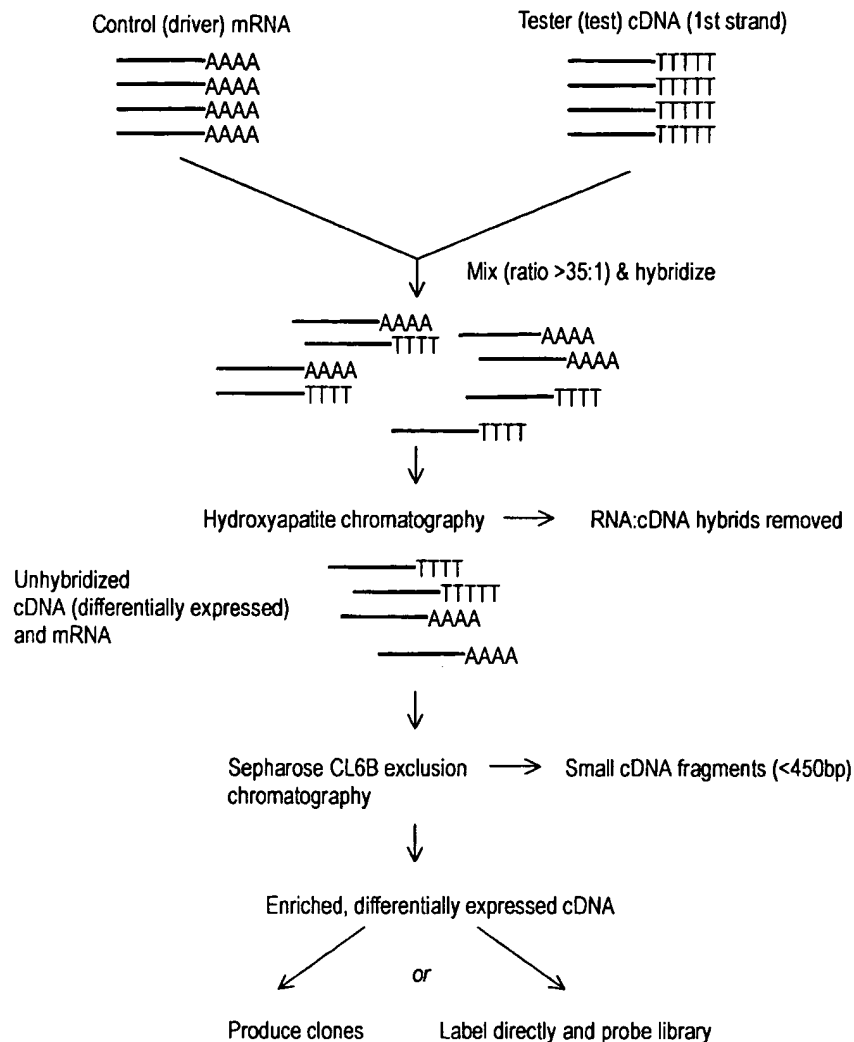 Control (driver) mRNA
Tester (test) cDNA (1st strand)
AAAA
AAAA
AAAA
AAAA
TTTTT
TTTTT
TTTTT
TTTTT
Mix (ratio >35:1) & hybridize
AAAA
TTTT
AAAA
TTTT
AAAA
AAAA
TTTT
TTTT
Hydroxyapatite chromatography
RNA:cDNA hybrids removed
Unhybridized
cDNA (differentially expressed)
and mRNA
TTTT
TTTTT
AAAA
AAAA
Sepharose CL6B exclusion
chromatography
Small cDNA fragments (<450bp)
Enriched, differentially expressed cDNA
or
Produce clones
Label directly and probe library